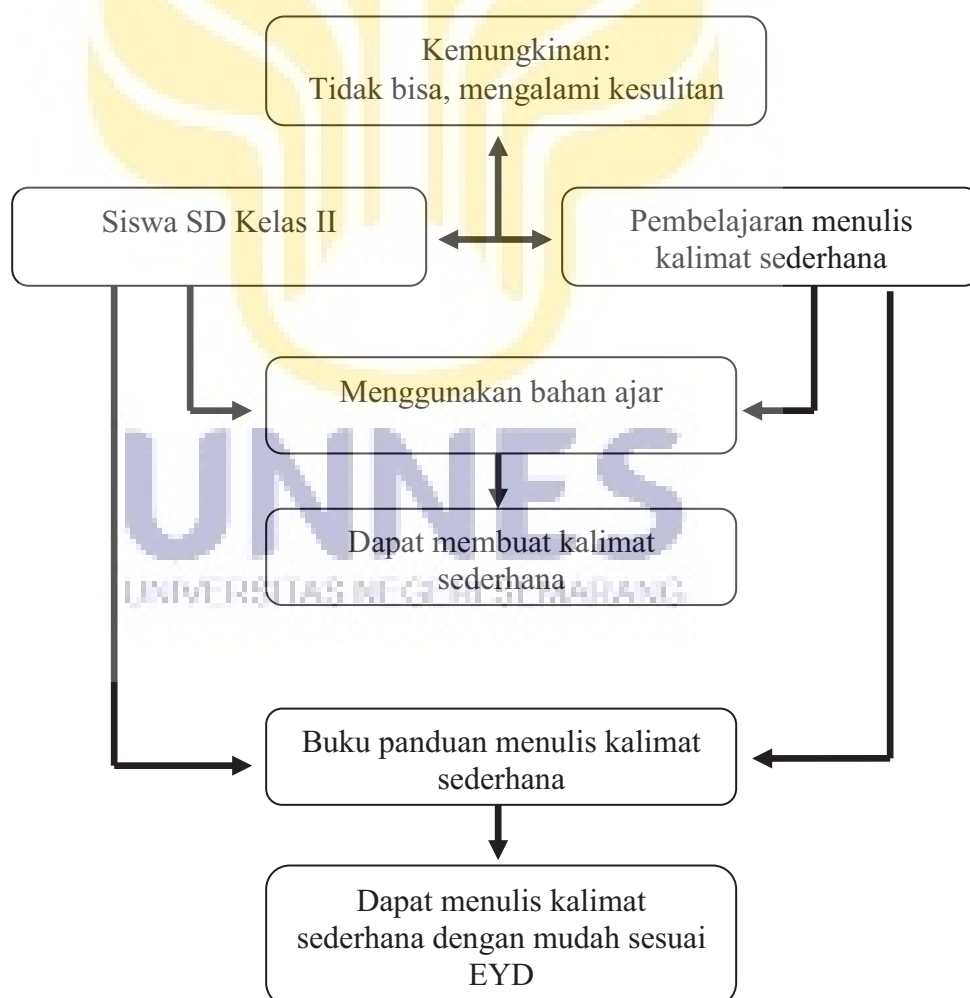 Kemungkinan:
Tidak bisa, mengalami kesulitan
Siswa SD Kelas II
Pembelajaran menulis
kalimat sederhana
Menggunakan bahan ajar
UNNES
Dapat membuat kalimat
sederhana
UNIVERSITAS NEGERI SEMARANG
Buku panduan menulis kalimat
sederhana
Dapat menulis kalimat
sederhana dengan mudah sesuai
EYD